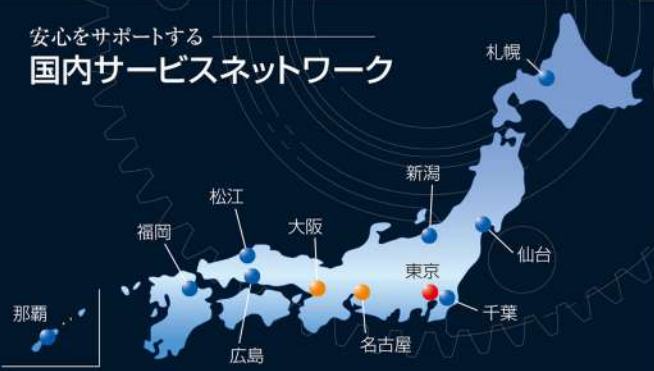 安心をサポートする
国内サービスネットワーク
札幌
新潟
松江
大阪
福岡
仙台
東京
那覇
千葉
名古屋
広島